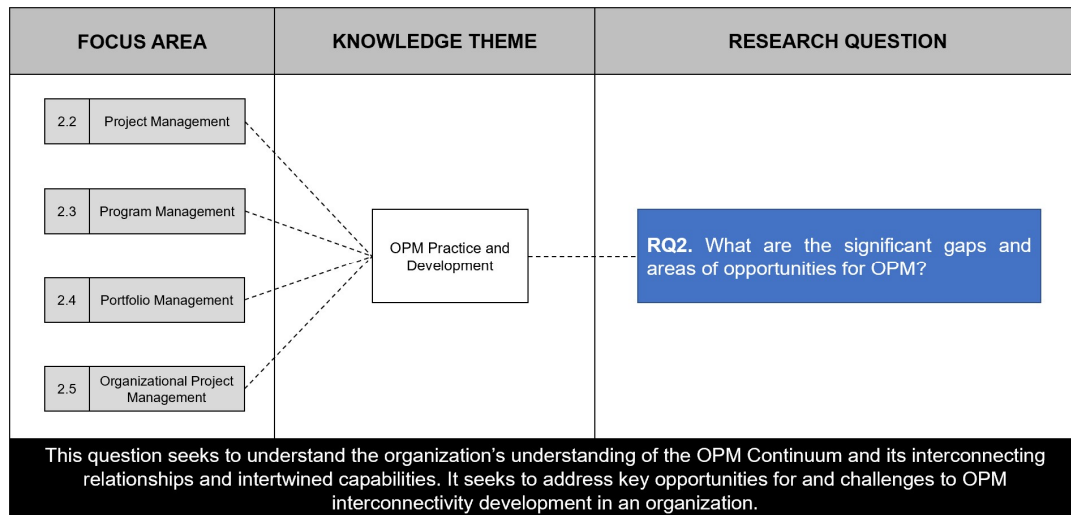 FOCUS AREA
KNOWLEDGE THEME
RESEARCH QUESTION
2.2 Project Management
2.3 Program Management
2.4 Portfolio Management
2.5 Organizational Project
Management
OPM Practice and
Development
RQ2. What are the significant gaps and
areas of opportunities for OPM?
This question seeks to understand the organization’s understanding of the OPM Continuum and its interconnecting
relationships and intertwined capabilities. It seeks to address key opportunities for and challenges to OPM
interconnectivity development in an organization.